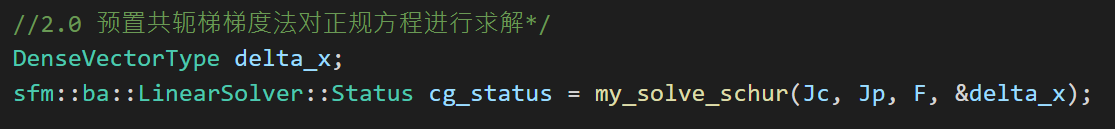 //2.0 预置共轭梯梯度法对正规方程进行求解*/
DenseVectorType delta_x;
sfm::ba::LinearSolver::Status cg_status = my_solve_schur(Jc, Jp, F, &delta_x);